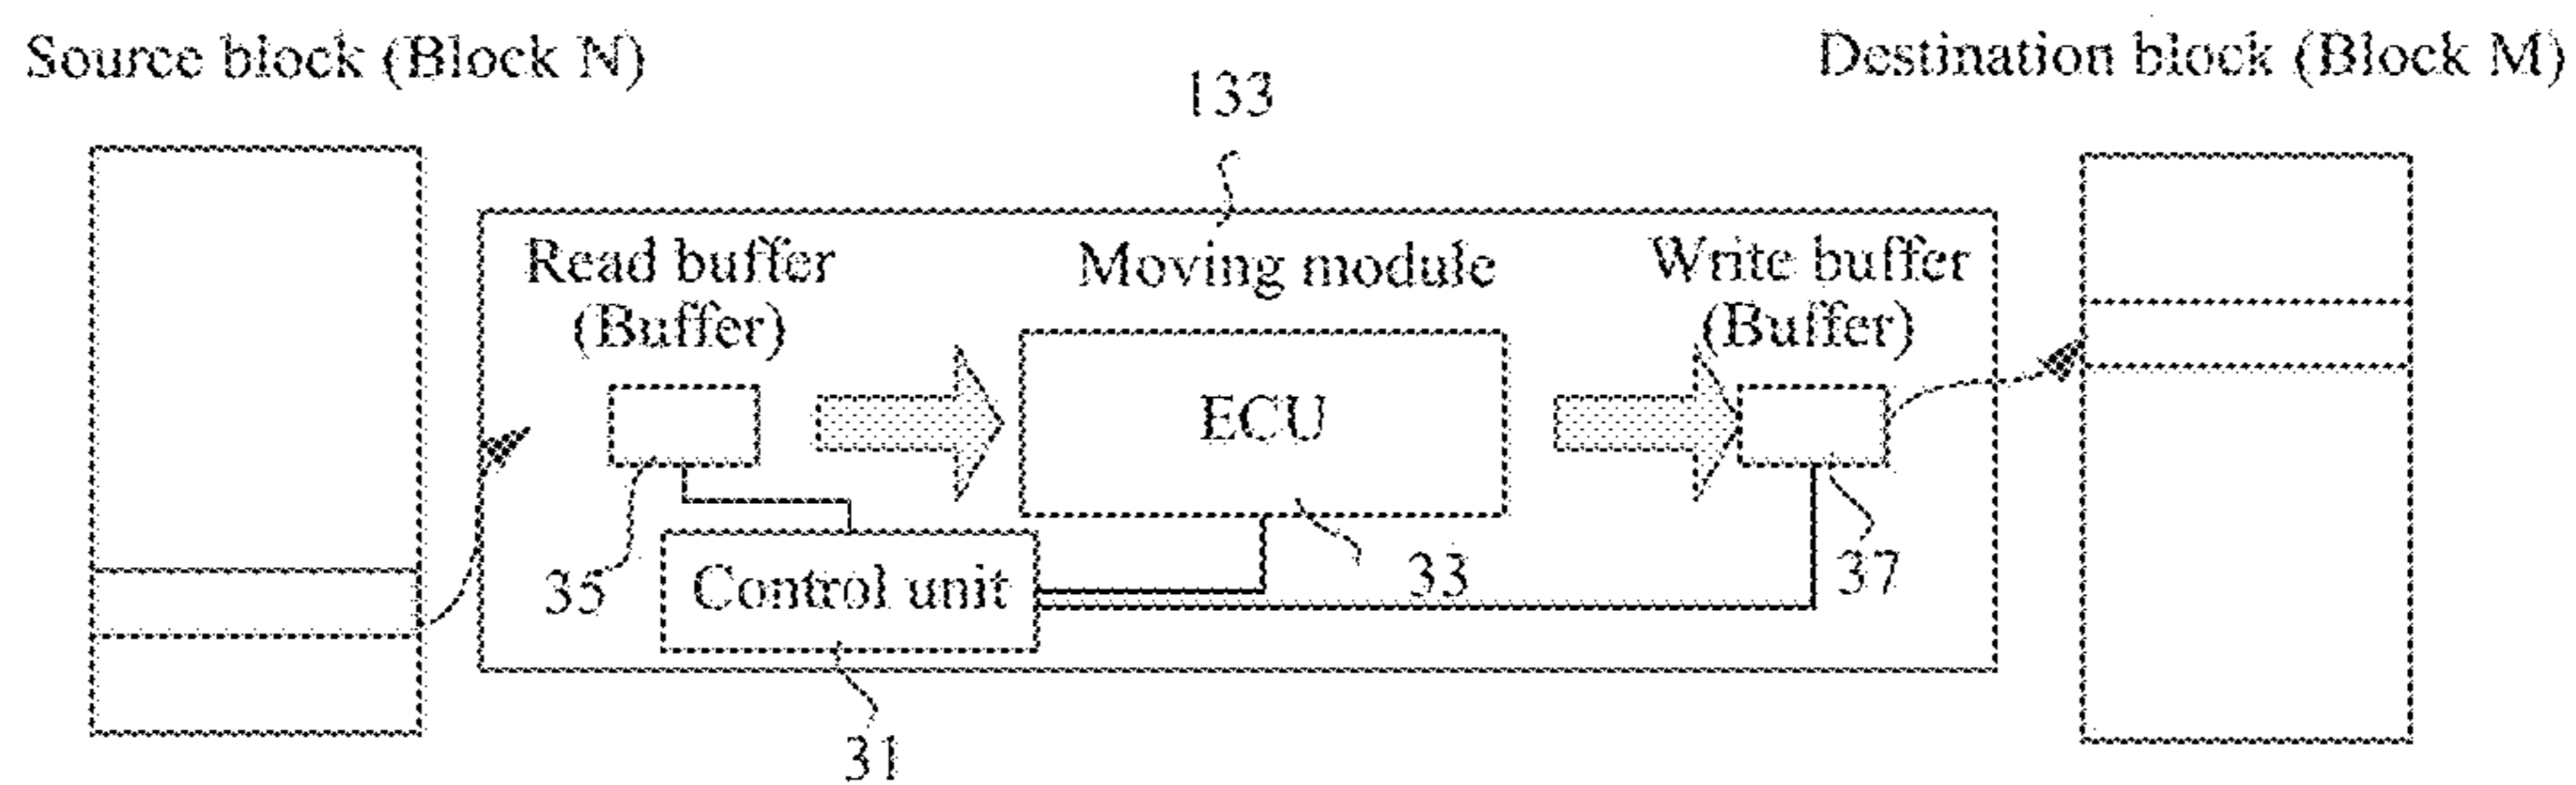 Source block (Block N)
Destination block (Block M)
133
Read buffer
(Buffer)
Moving module
Write buffer
(Buffer)
ECU
35
Control unit
33
37
31